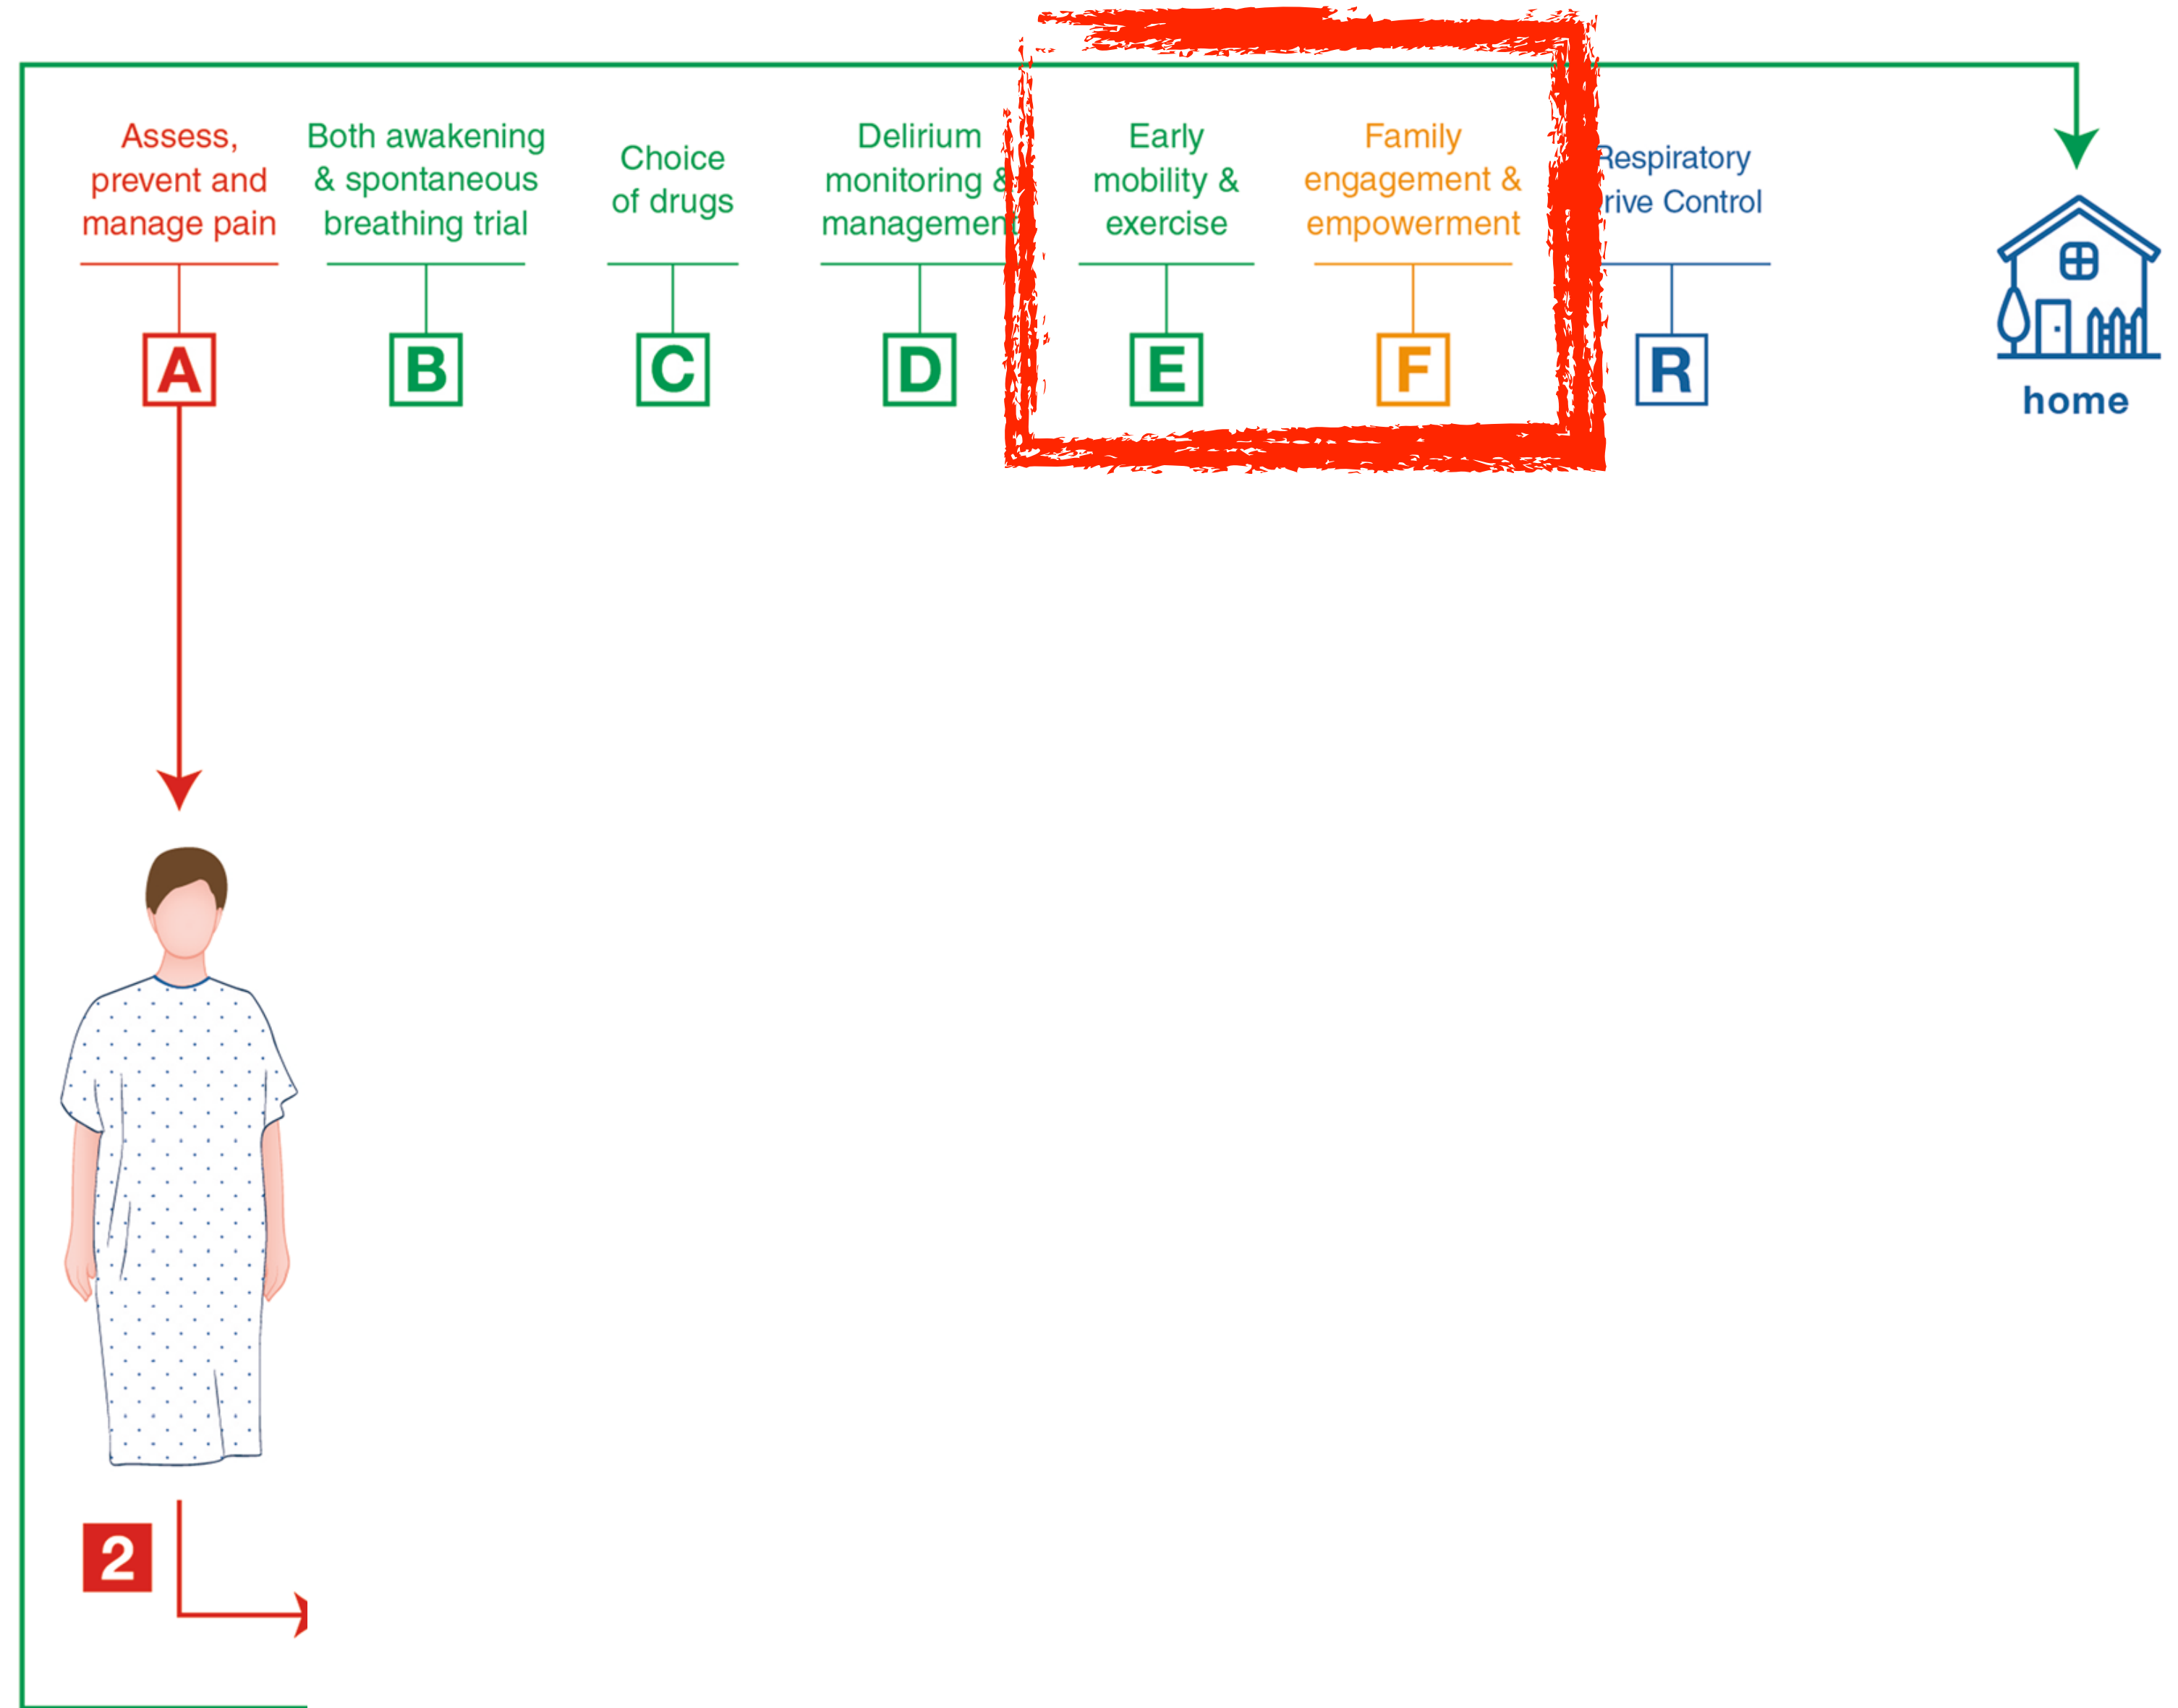 Assess,
prevent and
manage pain
A
Both awakening
& spontaneous
breathing trial
B
Choice
of drugs
C
Delirium
monitoring &
management
D
Early
mobility &
exercise
E
Family
engagement &
empowerment
F
Respiratory
rive Control
R
home
2